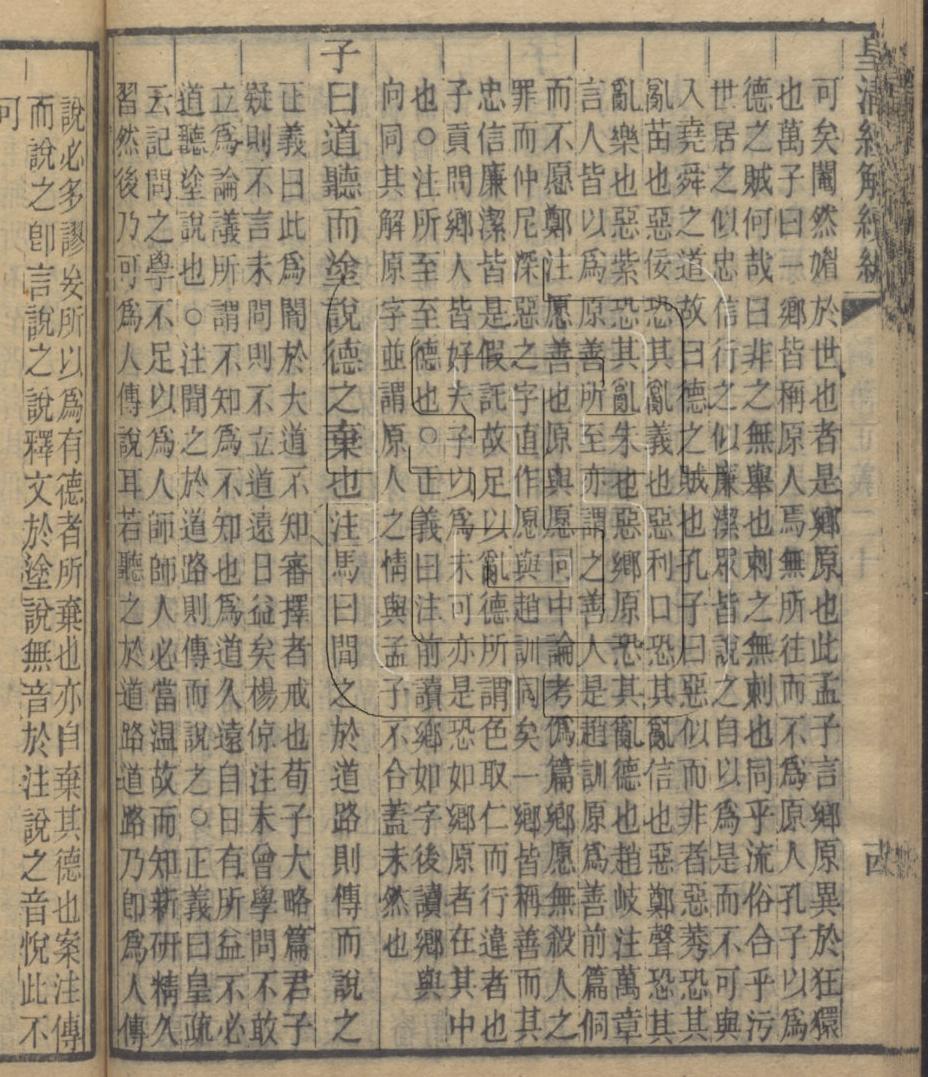 皇清經解續編
可矣閹然媚於世也者是鄉原也此孟子言鄉原異於狂獧
也萬子曰一鄉皆稱原人焉無所往而不爲原人孔子以爲
德之賊何哉曰非之無舉也刺之無刺也同乎流俗合乎污
世居之似忠信行之似廉潔眾皆說之自以爲是而不可與
入堯舜之道故曰德之賊也孔子曰惡似而非者惡莠恐其
亂苗也惡佞恐其亂義也惡利口恐其亂信也惡鄭聲恐其
亂樂也惡紫恐其亂朱也惡鄉原恐其亂德也趙岐注萬章
言人皆以爲原善所至亦謂之善人是趙訓原爲善前篇侗
而不愿鄭注愿善也原與愿同中論考僞篇鄉愿無殺人之
罪而仲尼深惡之字直作愿與趙訓同矣一鄉皆稱善而其
忠信廉潔皆是假託故足以亂德所謂色取仁而行違者也
子貢問鄉人皆好夫子以爲未可亦是恐如鄉原者在其中
也○注所至至德也○正義曰注前讀鄉如字後讀鄉與
向同其解原字並謂原人之情與孟子不合蓋未然也
子曰道聽而塗說德之棄也注馬曰聞之於道路則傳而說之
正義曰此爲闇於大道不知審擇者戒也荀子大略篇君子
疑則不言未問則不立道遠日益矣楊倞注未曾學問不敢
立爲論議所謂不知爲不知也爲道久遠自日有所益不必
道聽塗說也○注聞之於道路則傳而說之○正義曰皇疏
云記問之學不足以爲人師師人必當温故而知新研精久
習然後乃可爲人傳說耳若聽之於道路道路乃卽爲人傳
說必多謬妄所以爲有德者所棄也亦自棄其德也案注傳
而說之卽言說之說釋文於塗說無音於注說之音悅此不
可